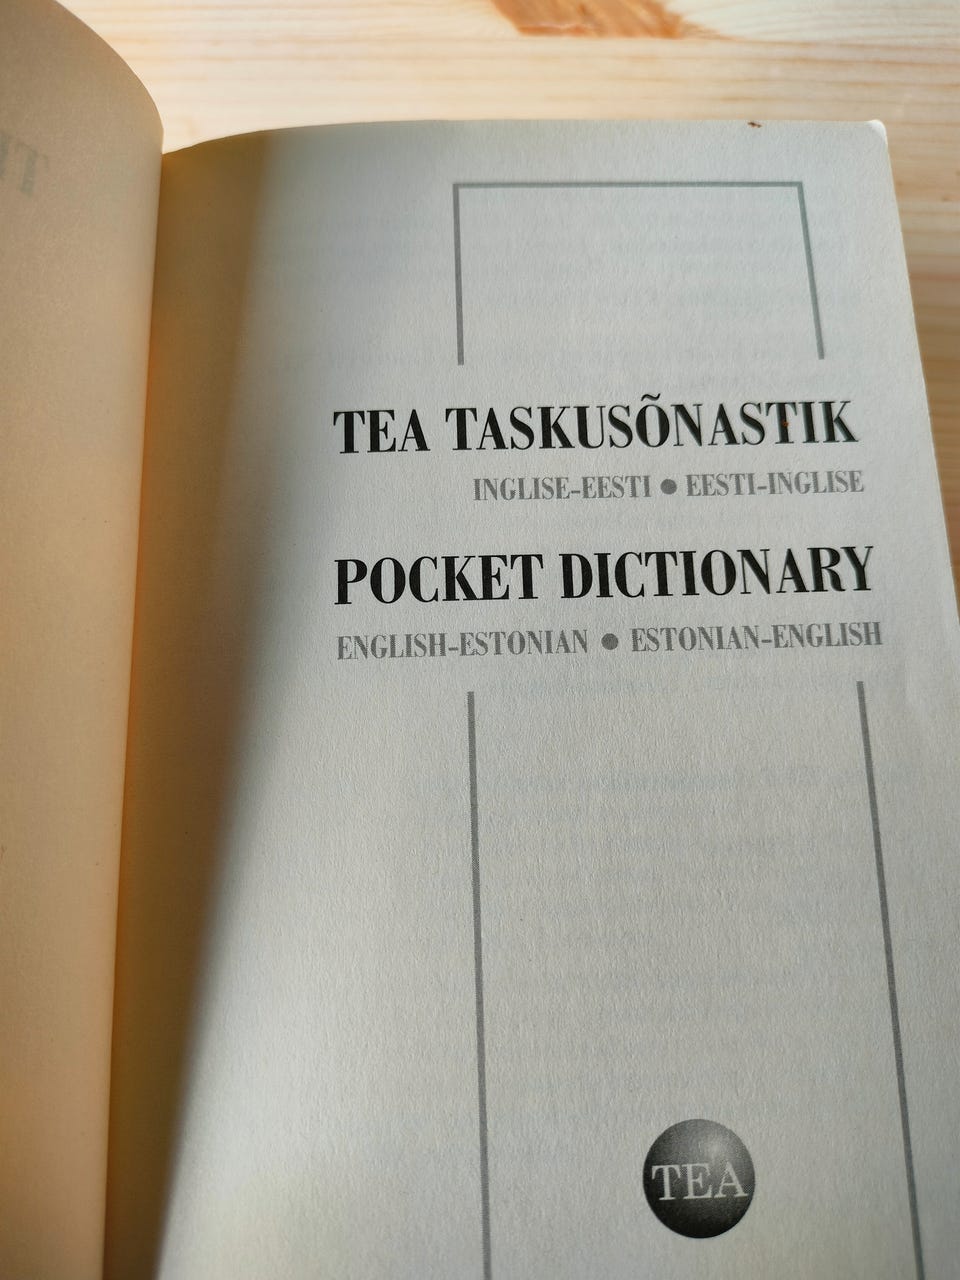 TEA TASKUSÕNASTIK
INGLISE-EESTI ● EESTI-INGLISE
POCKET DICTIONARY
ENGLISH-ESTONIAN ● ESTONIAN-ENGLISH
TEA